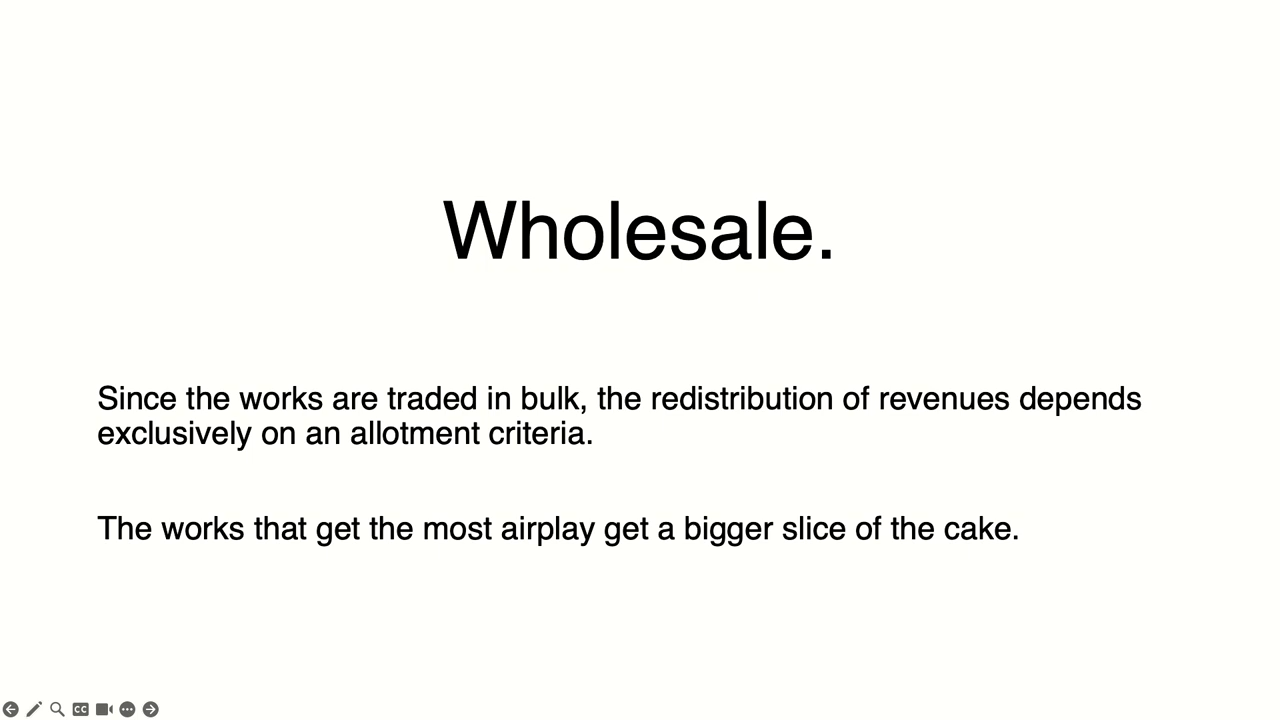 Wholesale.
Since the works are traded in bulk, the redistribution of revenues depends
exclusively on an allotment criteria.
The works that get the most airplay get a bigger slice of the cake.
CC